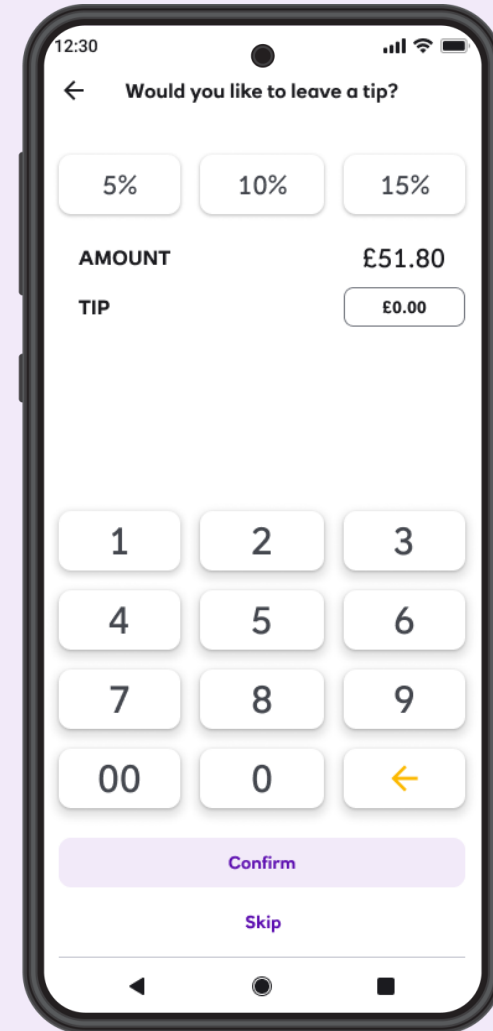 12:30
Would you like to leave a tip?
5% 10% 15%
AMOUNT £51.80
TIP £0.00
1 2 3
4 5 6
7 8 9
00 0
Confirm
Skip